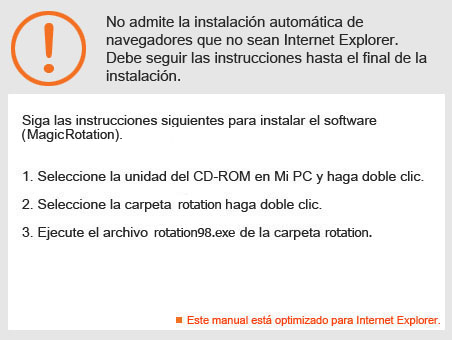 No admite la instalación automática de
navegadores que no sean Internet Explorer.
Debe seguir las instrucciones hasta el final de la
instalación.
Siga las instrucciones siguientes para instalar el software
(MagicRotation).
1. Seleccione la unidad del CD-ROM en Mi PC y haga doble clic.
2. Seleccione la carpeta rotation haga doble clic.
3. Ejecute el archivo rotation98.exe de la carpeta rotation.
Este manual está optimizado para Internet Explorer.